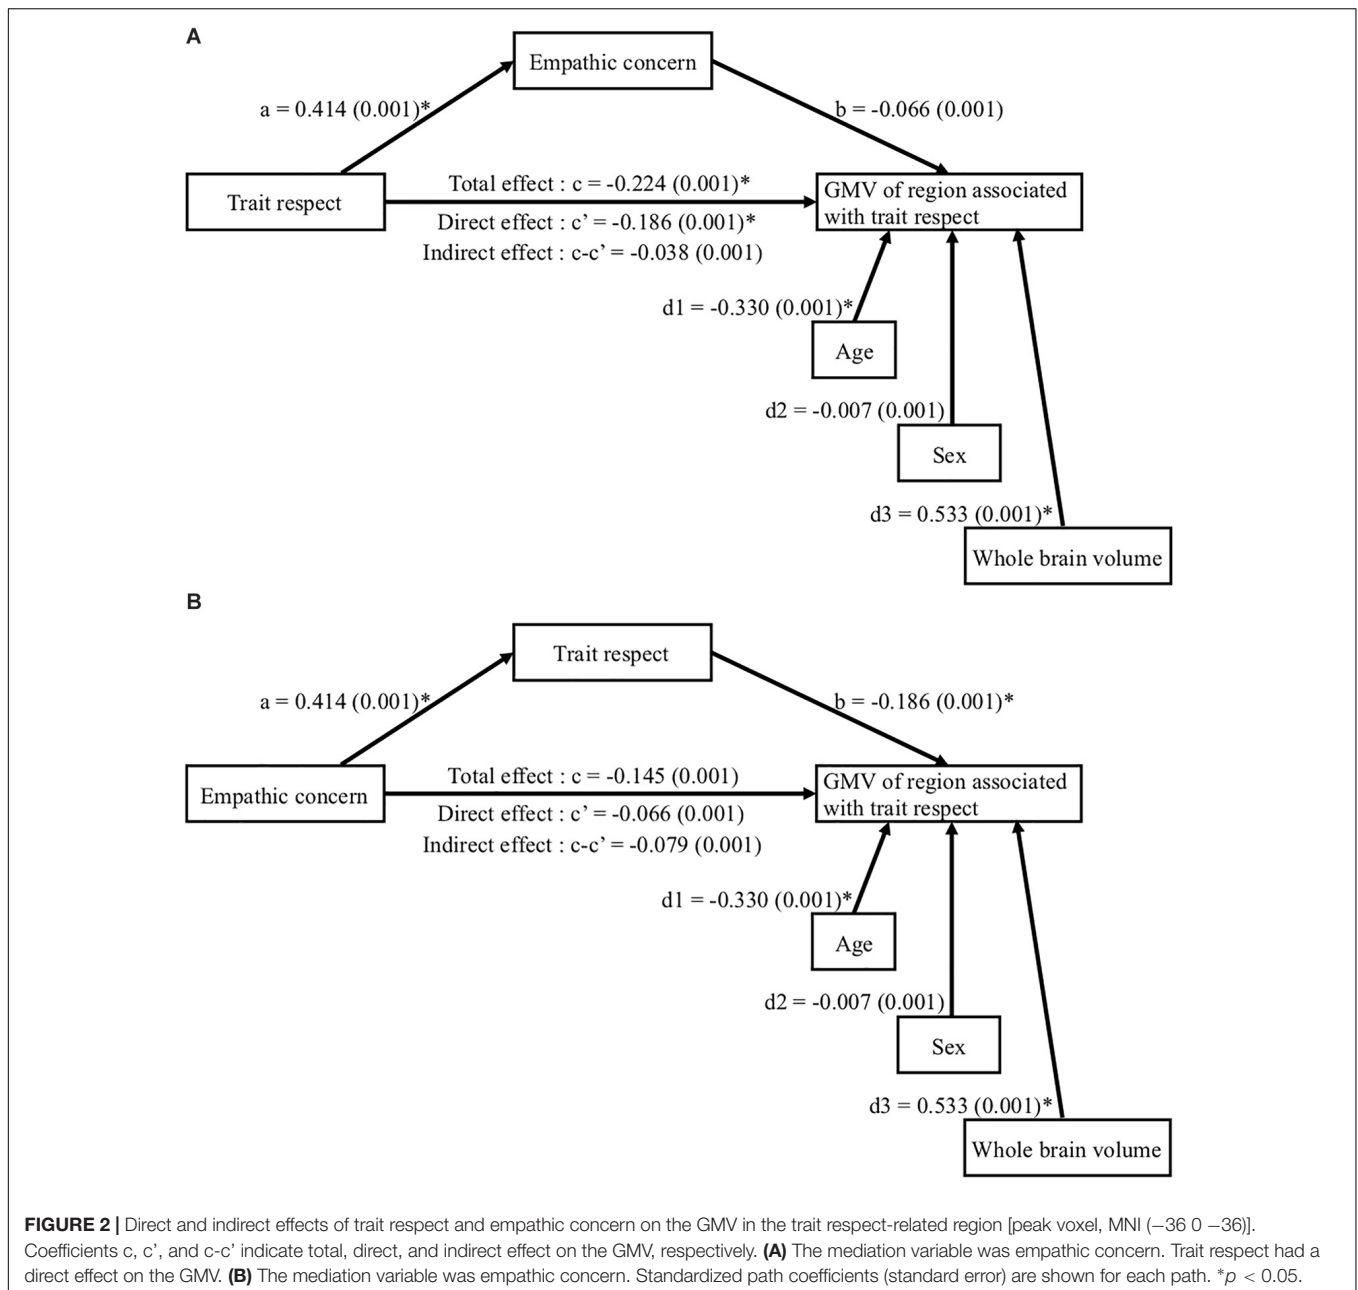 A
Empathic concern
a = 0.414 (0.001)*
b = -0.066 (0.001)
Trait respect
Total effect : c = -0.224 (0.001)*
Direct effect : c’ = -0.186 (0.001)*
Indirect effect : c-c’ = -0.038 (0.001)
GMV of region associated
with trait respect
d1 = -0.330 (0.001)*
Age
d2 = -0.007 (0.001)
Sex
d3 = 0.533 (0.001)*
Whole brain volume
B
Trait respect
a = 0.414 (0.001)*
b = -0.186 (0.001)*
Empathic concern
Total effect : c = -0.145 (0.001)
Direct effect : c’ = -0.066 (0.001)
Indirect effect : c-c’ = -0.079 (0.001)
GMV of region associated
with trait respect
d1 = -0.330 (0.001)*
Age
d2 = -0.007 (0.001)
Sex
d3 = 0.533 (0.001)*
Whole brain volume
FIGURE 2 | Direct and indirect effects of trait respect and empathic concern on the GMV in the trait respect-related region [peak voxel, MNI (−36 0 −36)].
Coefficients c, c’, and c-c’ indicate total, direct, and indirect effect on the GMV, respectively. (A) The mediation variable was empathic concern. Trait respect had a
direct effect on the GMV. (B) The mediation variable was empathic concern. Standardized path coefficients (standard error) are shown for each path. *p < 0.05.